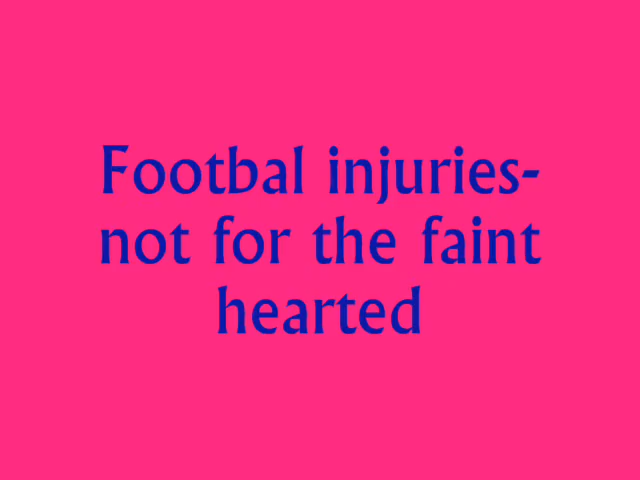 Footbal injuries-
not for the faint
hearted